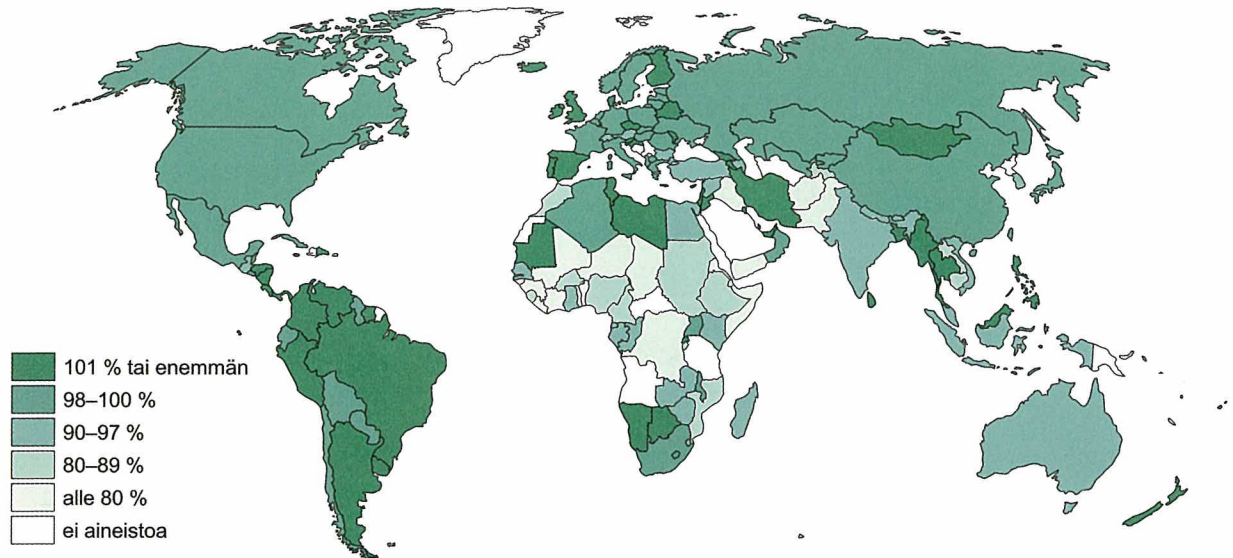 101 % tai enemmän
98–100 %
90–97 %
80–89 %
alle 80 %
ei aineistoa